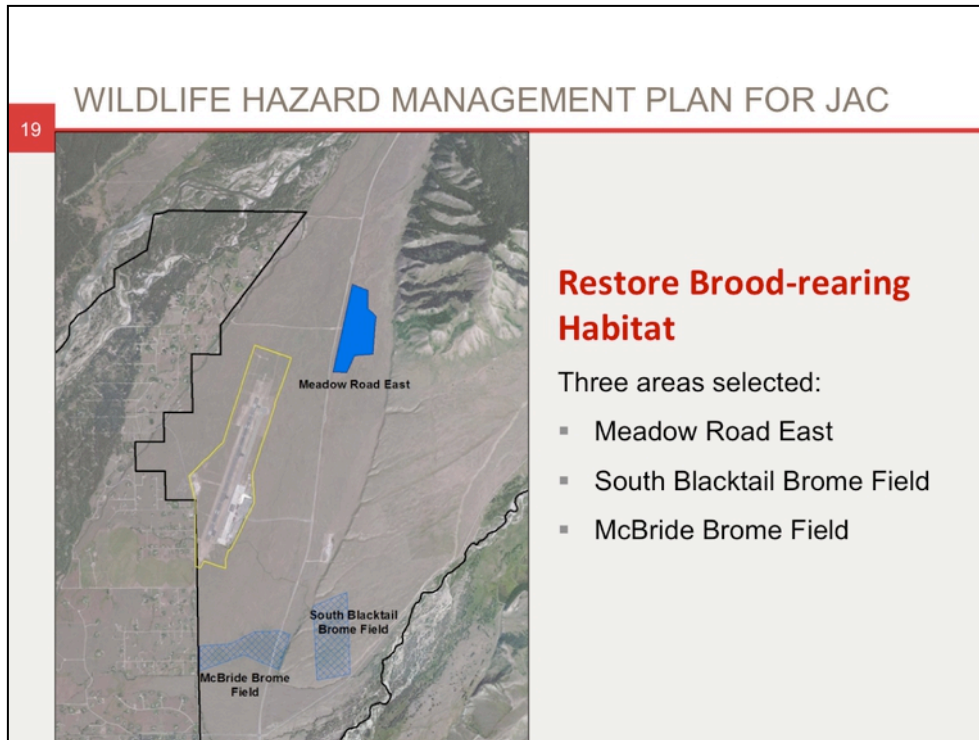 WILDLIFE HAZARD MANAGEMENT PLAN FOR JAC
19
Meadow Road East
South Blacktail
Brome Field
McBride Brome
Field
Restore Brood-rearing
Habitat
Three areas selected:
▪ Meadow Road East
▪ South Blacktail Brome Field
▪ McBride Brome Field